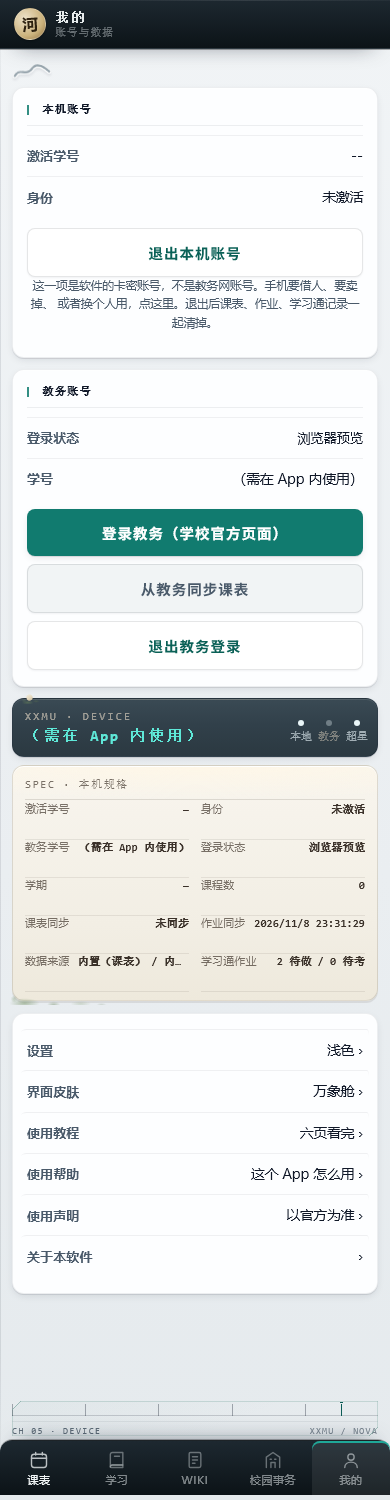 河
我的
账号与数据
本机账号
激活学号 --
身份 未激活
退出本机账号
这一项是软件的卡密账号，不是教务网账号。手机要借人、要卖
掉、 或者换个人用，点这里。退出后课表、作业、学习通记录一
起清掉。
教务账号
登录状态 浏览器预览
学号 （需在 App 内使用）
登录教务（学校官方页面）
从教务同步课表
退出教务登录
XXMU · DEVICE
（需在 App 内使用）
本地 教务 超星
SPEC · 本机规格
激活学号 — 身份 未激活
教务学号 （需在 App 内使用） 登录状态 浏览器预览
学期 — 课程数 0
课表同步 未同步 作业同步 2026/11/8 23:31:29
数据来源 内置（课表） / 内… 学习通作业 2 待做 / 0 待考
设置 浅色 ›
界面皮肤 万象舱 ›
使用教程 六页看完 ›
使用帮助 这个 App 怎么用 ›
使用声明 以官方为准 ›
关于本软件 ›
CH 05 · DEVICE XXMU / NOVA
课表 学习 WIKI 校园事务 我的